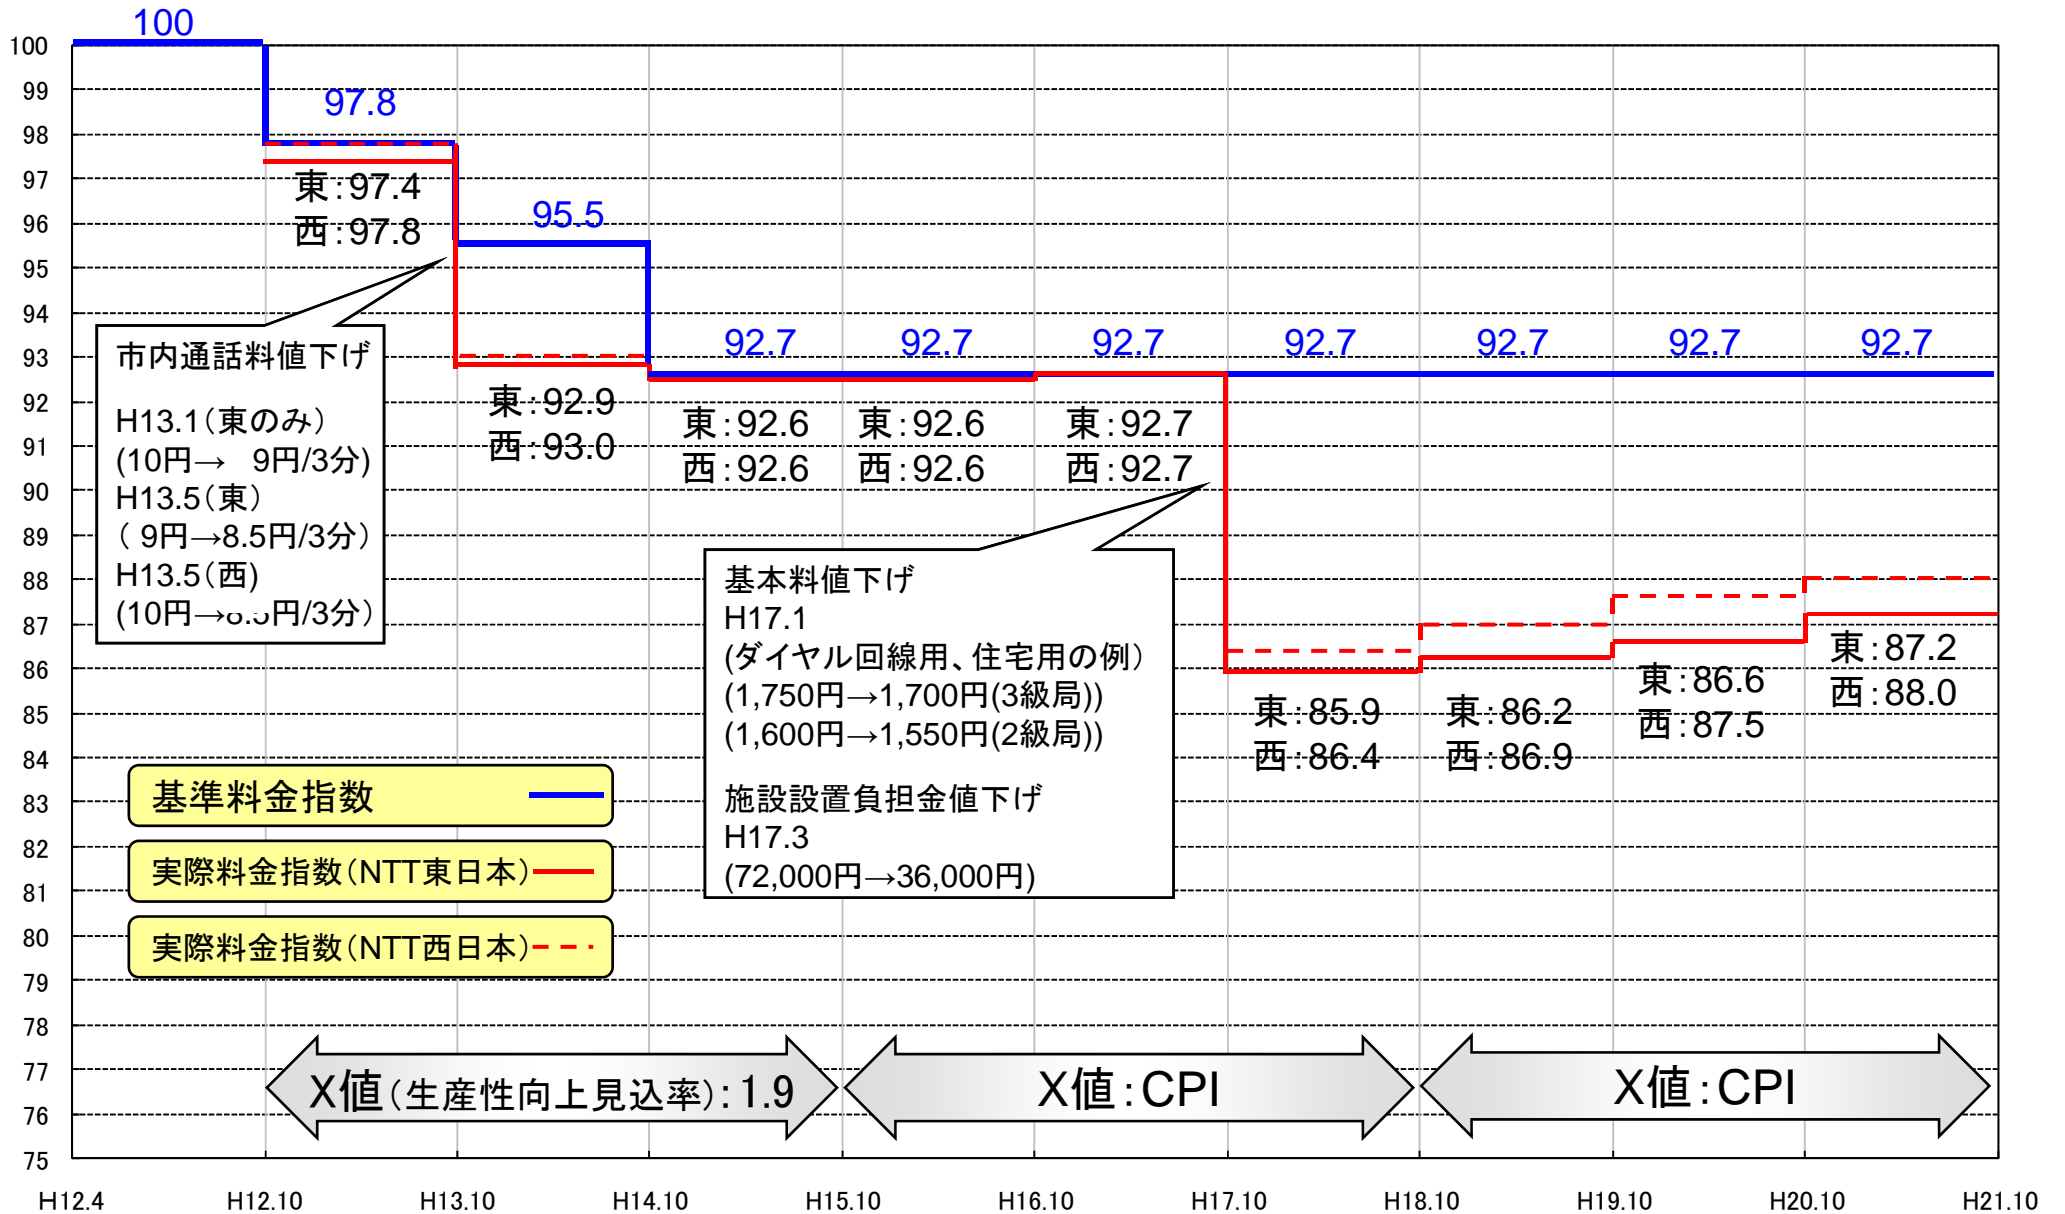 100
100
99
98
97
96
95
94
93
92
91
90
89
88
87
86
85
84
83
82
81
80
79
78
77
76
75
97.8
東:97.4
西:97.8
95.5
東:92.9
西:93.0
92.7
東:92.6
西:92.6
92.7
東:92.6
西:92.6
92.7
東:92.7
西:92.7
92.7
東:85.9
西:86.4
92.7
東:86.2
西:86.9
92.7
東:86.6
西:87.5
92.7
東:87.2
西:88.0
市内通話料値下げ
H13.1(東のみ)
(10円→ 9円/3分)
H13.5(東)
( 9円→8.5円/3分)
H13.5(西)
(10円→8.5円/3分)
基本料値下げ
H17.1
(ダイヤル回線用、住宅用の例)
(1,750円→1,700円(3級局))
(1,600円→1,550円(2級局))
施設設置負担金値下げ
H17.3
(72,000円→36,000円)
基準料金指数
実際料金指数(NTT東日本)
実際料金指数(NTT西日本)
X値(生産性向上見込率):1.9
X値:CPI
X値:CPI
H12.4
H12.10
H13.10
H14.10
H15.10
H16.10
H17.10
H18.10
H19.10
H20.10
H21.10